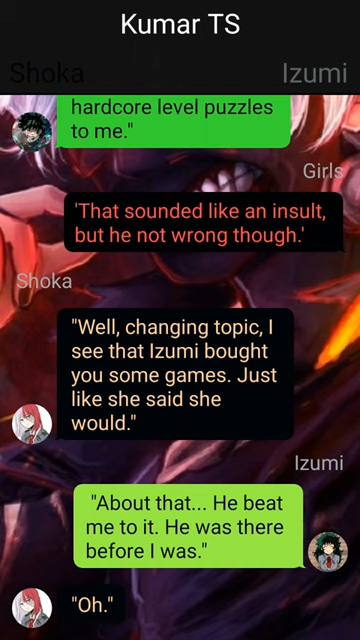 Kumar TS
Shoka
Izumi
hardcore level puzzles
to me."
Girls
'That sounded like an insult,
but he not wrong though.'
Shoka
"Well, changing topic, I
see that Izumi bought
you some games. Just
like she said she
would."
Izumi
"About that... He beat
me to it. He was there
before I was."
"Oh."